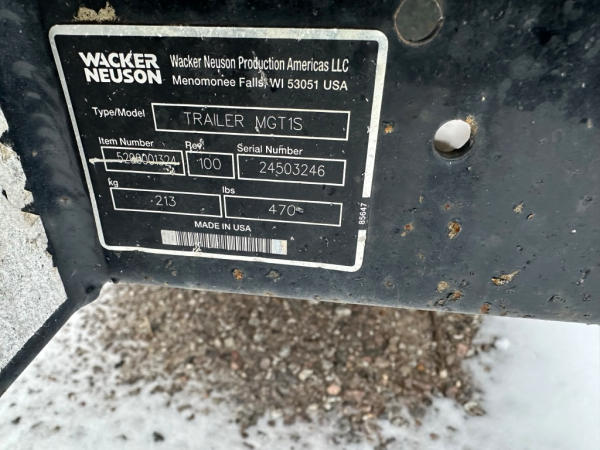 WACKER
NEUSON
Wacker Neuson Production Americas LLC
Menomonee Falls, WI 53051 USA
Type/Model
TRAILER MGT1S
Item Number Rev. Serial Number
5200001324 100 24503246
kg lbs
213 470
MADE IN USA
85647